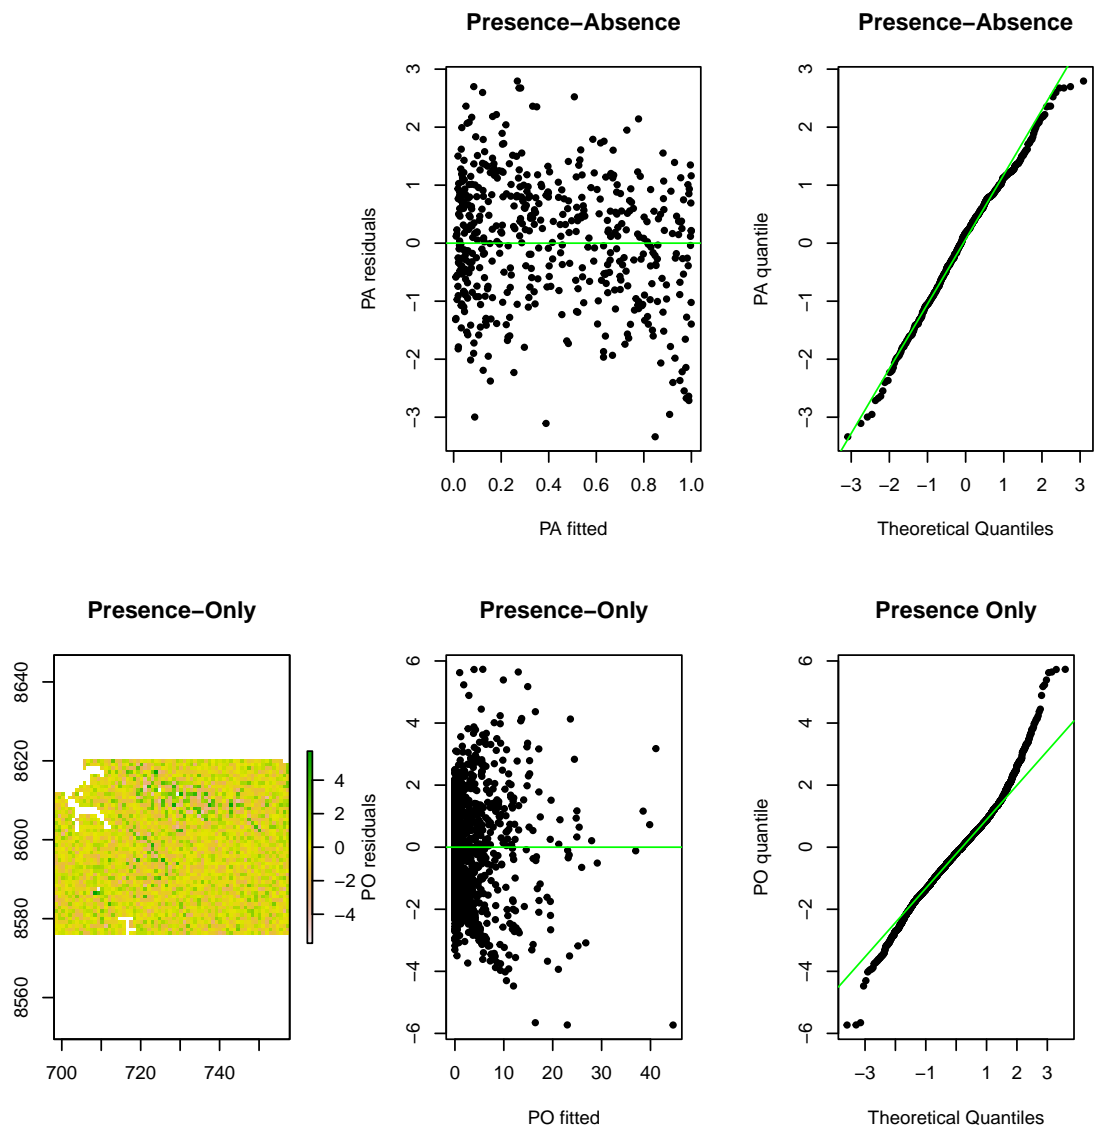 Presence−Absence
PA residuals
3
2
1
0
−1
−2
−3
0.0 0.2 0.4 0.6 0.8 1.0
PA fitted
Presence−Absence
PA quantile
3
2
1
0
−1
−2
−3
−3 −2 −1 0 1 2 3
Theoretical Quantiles
Presence−Only
8640
8620
8600
8580
8560
700 720 740
4
2
0
−2
−4
Presence−Only
PO residuals
6
4
2
0
−2
−4
−6
0 10 20 30 40
PO fitted
Presence Only
PO quantile
6
4
2
0
−2
−4
−6
−3 −1 1 2 3
Theoretical Quantiles